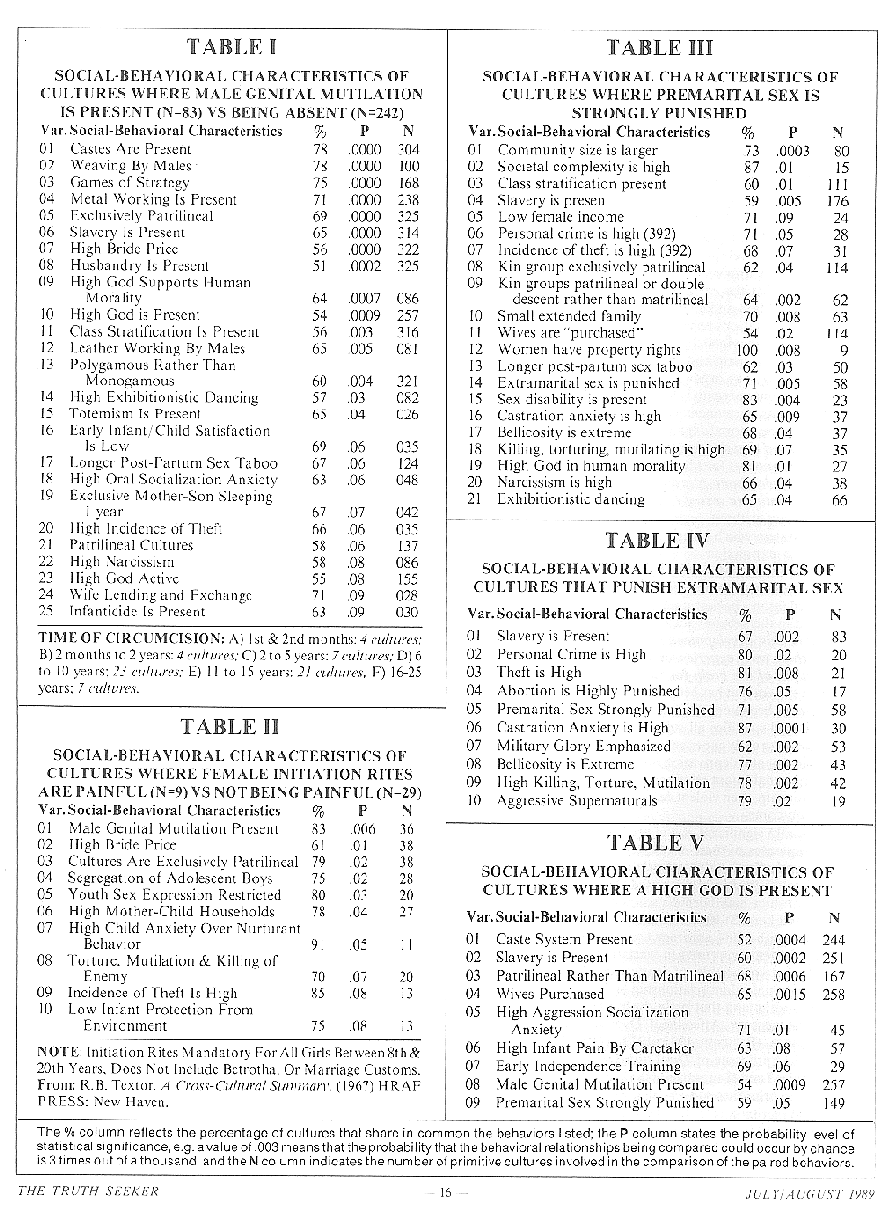 TABLE I
SOCIAL-BEHAVIORAL CHARACTERISTICS OF
CULTURES WHERE MALE GENITAL MUTILATION
IS PRESENT (N=83) VS BEING ABSENT (N=242)
Var. Social-Behavioral Characteristics % P N
01 Castes Are Present 78 .0000 304
02 Weaving By Males 78 .0000 100
03 Games of Strategy 75 .0000 168
04 Metal Working Is Present 71 .0000 238
05 Exclusively Patrilineal 69 .0000 325
06 Slavery is Present 65 .0000 314
07 High Bride Price 56 .0000 322
08 Husbandry Is Present 51 .0002 325
09 High God Supports Human
Morality 64 .0007 086
10 High God is Present 54 .0009 257
11 Class Stratification Is Present 56 .003 316
12 Leather Working By Males 65 .005 081
13 Polygamous Rather Than
Monogamous 60 .004 321
14 High Exhibitionistic Dancing 57 .03 082
15 Totemism Is Present 65 .04 026
16 Early Infant/Child Satisfaction
Is Low 69 .06 035
17 Longer Post-Partum Sex Taboo 67 .06 124
18 High Oral Socialization Anxiety 63 .06 048
19 Exclusive Mother-Son Sleeping
1 year 67 .07 042
20 High Incidence of Theft 66 .06 035
21 Patrilineal Cultures 58 .06 137
22 High Narcissism 58 .08 086
23 High God Active 55 .08 155
24 Wife Lending and Exchange 71 .09 028
25 Infanticide Is Present 63 .09 030
TIME OF CIRCUMCISION: A) 1st & 2nd months: 4 cultures;
B) 2 months to 2 years: 4 cultures; C) 2 to 5 years: 7 cultures; D) 6
to 10 years: 25 cultures; E) 11 to 15 years: 21 cultures, F) 16-25
years: 7 cultures.
TABLE II
SOCIAL-BEHAVIORAL CHARACTERISTICS OF
CULTURES WHERE FEMALE INITIATION RITES
ARE PAINFUL (N=9) VS NOT BEING PAINFUL (N=29)
Var. Social-Behavioral Characteristics % P N
01 Male Genital Mutilation Present 83 .006 36
02 High Bride Price 61 .01 38
03 Cultures Are Exclusively Patrilineal 79 .02 38
04 Segregation of Adolescent Boys 75 .02 28
05 Youth Sex Expression Restricted 80 20
06 High Mother-Child Households 78 .04 27
07 High Child Anxiety Over Nurturant
Behavior 91 .05 11
08 Torture, Mutilation & Killing of
Enemy 70 .07 20
09 Incidence of Theft Is High 85 .08 13
10 Low Infant Protection From
Environment 75 .08 13
NOTE: Initiation Rites Mandatory For All Girls Between 8th &
20th Years, Does Not Include Betrothal Or Marriage Customs.
From: R.B. Textor, A Cross-Cultural Summary, (1967) HRAF
PRESS: New Haven.
TABLE III
SOCIAL-BEHAVIORAL CHARACTERISTICS OF
CULTURES WHERE PREMARITAL SEX IS
STRONGLY PUNISHED
Var. Social-Behavioral Characteristics % P N
01 Community size is larger 73 .0003 80
02 Societal complexity is high 87 .01 15
03 Class stratification present 60 .01 111
04 Slavery is presen 59 .005 176
05 Low female income 71 .09 24
06 Personal crime is high (392) 71 .05 28
07 Incidence of theft is high (392) 68 .07 31
08 Kin group exclusively patrilineal 62 .04 114
09 Kin groups patrilineal or double
descent rather than matrilineal 64 .002 62
10 Small extended family 70 .008 63
11 Wives are "purchased" 54 .02 114
12 Women have property rights 100 .008 9
13 Longer post-partum sex taboo 62 .03 50
14 Extramarital sex is punished 71 .005 58
15 Sex disability is present 83 .004 23
16 Castration anxiety is high 65 .009 37
17 Bellicosity is extreme 68 .04 37
18 Killing, torturing, mutilating is high 69 .07 35
19 High God in human morality 81 .01 27
20 Narcissism is high 66 .04 38
21 Exhibitionistic dancing 65 .04 66
TABLE IV
SOCIAL-BEHAVIORAL CHARACTERISTICS OF
CULTURES THAT PUNISH EXTRAMARITAL SEX
Var. Social-Behavioral Characteristics % P N
01 Slavery is Present 67 .002 83
02 Personal Crime is High 80 .02 20
03 Theft is High 81 .008 21
04 Abortion is Highly Punished 76 .05 17
05 Premarital Sex Strongly Punished 71 .005 58
06 Castration Anxiety is High 87 .0001 30
07 Military Glory Emphasized 62 .002 53
08 Bellicosity is Extreme 77 .002 43
09 High Killing, Torture, Mutilation 78 .002 42
10 Aggressive Supernaturals 79 .02 19
TABLE V
SOCIAL-BEHAVIORAL CHARACTERISTICS OF
CULTURES WHERE A HIGH GOD IS PRESENT
Var. Social-Behavioral Characteristics % P N
01 Caste System Present 52 .0004 244
02 Slavery is Present 60 .0002 251
03 Patrilineal Rather Than Matrilineal 68 .0006 167
04 Wives Purchased 65 .0015 258
05 High Aggression Socialization
Anxiety 71 .01 45
06 High Infant Pain By Caretaker 63 .08 57
07 Early Independence Training 69 .06 29
08 Male Genital Mutilation Present 54 .0009 257
09 Premarital Sex Strongly Punished 59 .05 149
The % column reflects the percentage of cultures that share in common the behaviors listed; the P column states the probability level of
statistical significance, e.g. a value of .003 means that the probability that the behavioral relationships being compared could occur by chance
is 3 times out of a thousand and the N column indicates the number of primitive cultures involved in the comparison of the paired behaviors.
THE TRUTH SEEKER
– 16 –
JULY/AUGUST 1989